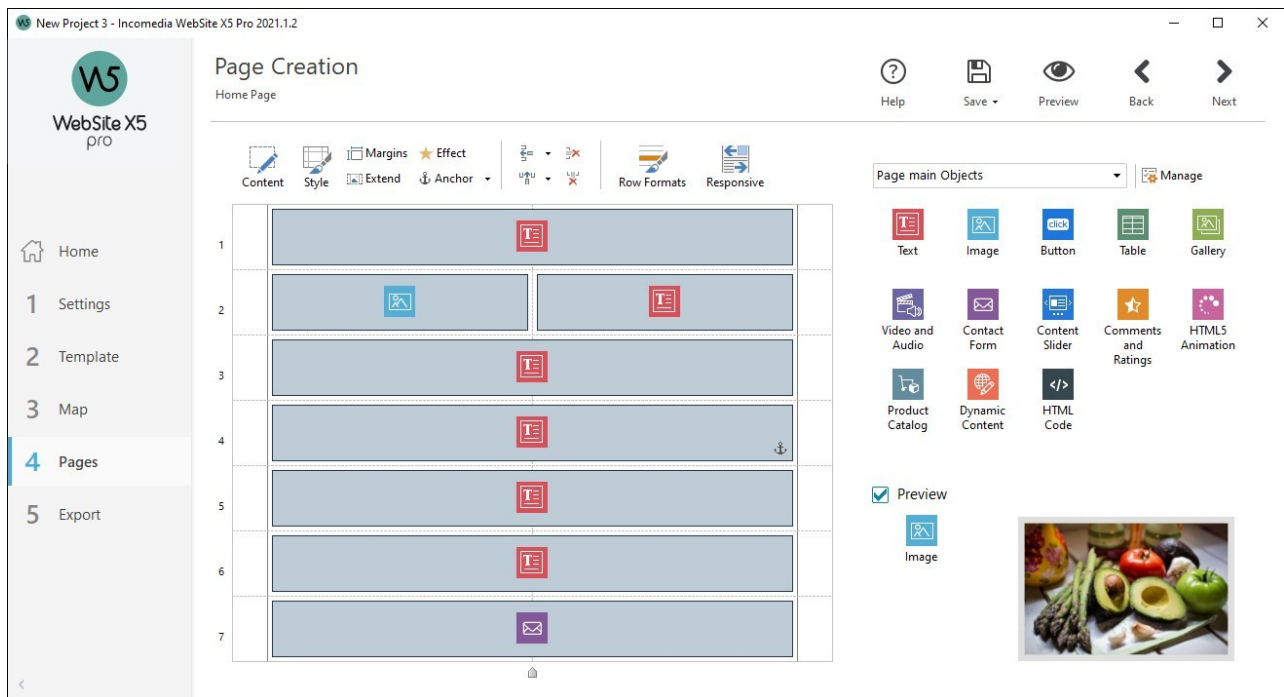 New Project 3 - Incomedia WebSite X5 Pro 2021.1.2
W5
WebSite X5
pro
Page Creation
Home Page
Help
Save
Preview
Back
Next
Content
Style
Margins
Effect
Extend
Anchor
Row Formats
Responsive
Page main Objects
Manage
Home
1 Settings
2 Template
3 Map
4 Pages
5 Export
1
2
3
4
5
6
7
Text
Image
click
Button
Table
Gallery
Video and
Audio
Contact
Form
Content
Slider
Comments
and
Ratings
HTML5
Animation
Product
Catalog
Dynamic
Content
</>
HTML
Code
Preview
Image